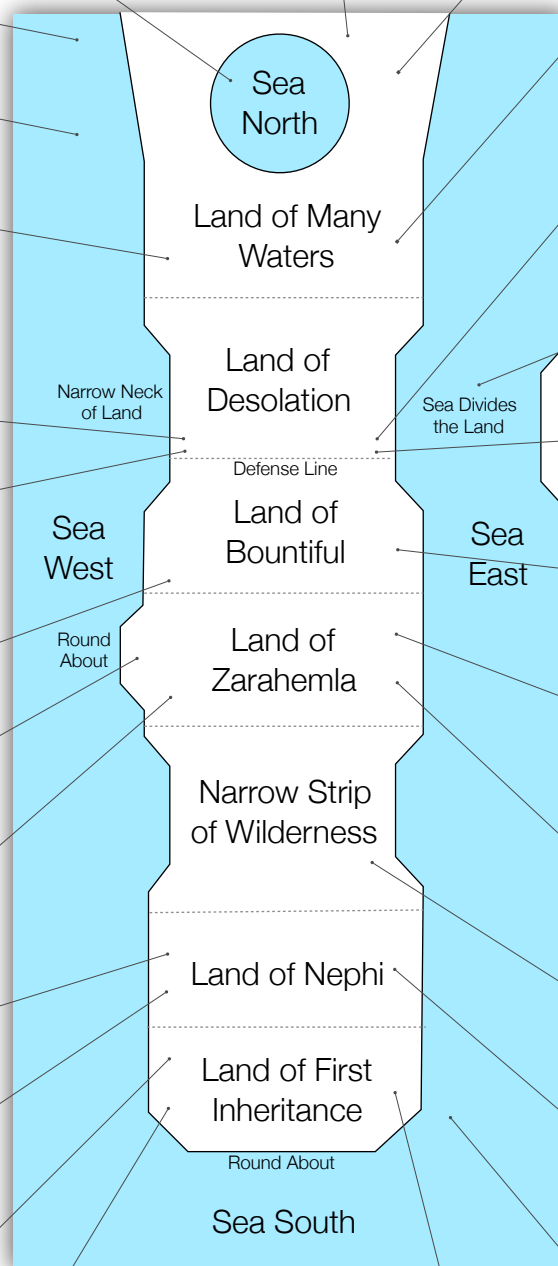 Sea
North
Land of Many
Waters
Land of
Desolation
Narrow Neck
of Land
Sea Divides
the Land
Defense Line
Land of
Bountiful
Sea
West
Sea
East
Round
About
Land of
Zarahemla
Narrow Strip
of Wilderness
Land of Nephi
Land of First
Inheritance
Round About
Sea South